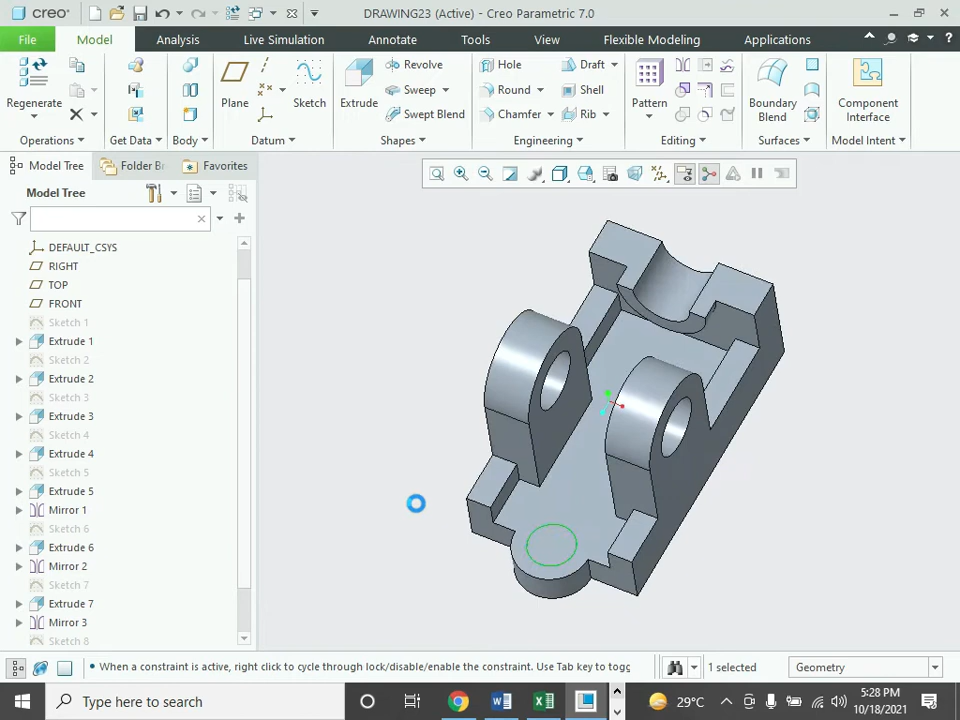 creo
DRAWING23 (Active) - Creo Parametric 7.0
File
Model
Analysis
Live Simulation
Annotate
Tools
View
Flexible Modeling
Applications
Regenerate
Operations
Get Data
Body
Plane
Sketch
Datum
Extrude
Revolve
Sweep
Swept Blend
Shapes
Hole
Round
Chamfer
Draft
Shell
Rib
Engineering
Pattern
Editing
Boundary
Blend
Surfaces
Component
Interface
Model Intent
Model Tree
Folder Br
Favorites
Model Tree
DEFAULT_CSYS
RIGHT
TOP
FRONT
Sketch 1
Extrude 1
Sketch 2
Extrude 2
Sketch 3
Extrude 3
Sketch 4
Extrude 4
Sketch 5
Extrude 5
Mirror 1
Sketch 6
Extrude 6
Mirror 2
Sketch 7
Extrude 7
Mirror 3
Sketch 8
• When a constraint is active, right click to cycle through lock/disable/enable the constraint. Use Tab key to togg
1 selected
Geometry
Type here to search
29°C
5:28 PM
10/18/2021